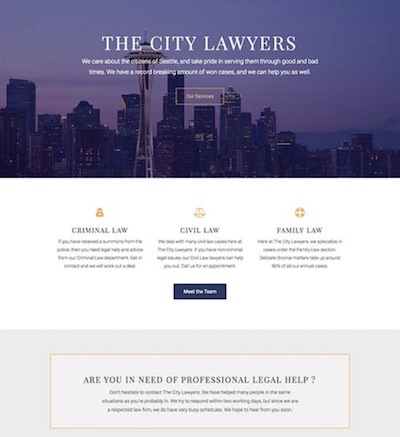 THE CITY LAWYERS
We care about the citizens of Seattle, and take pride in serving them through good and bad
times. We have a record breaking amount of won cases, and we can help you as well.
Our Services
CRIMINAL LAW
If you have received a summons from the
police, then you need legal help and advice
from our Criminal Law department. Get in
contact and we will work out a deal.
CIVIL LAW
We deal with many civil law cases here at
The City Lawyers. If you have noncriminal
legal issues, our Civil Law lawyers can help
you out. Call us for an appointment.
FAMILY LAW
Here at The City Lawyers, we specialize in
cases under the Family Law section.
Delicate divorce matters take up around
96% of all our annual cases.
Meet the Team
ARE YOU IN NEED OF PROFESSIONAL LEGAL HELP ?
Don't hesitate to contact The City Lawyers. We have helped many people in the same
situations as you're probably in. We try to respond within two working days, but since we are
a respected law firm, we do have very busy schedules. We hope to hear from you soon.